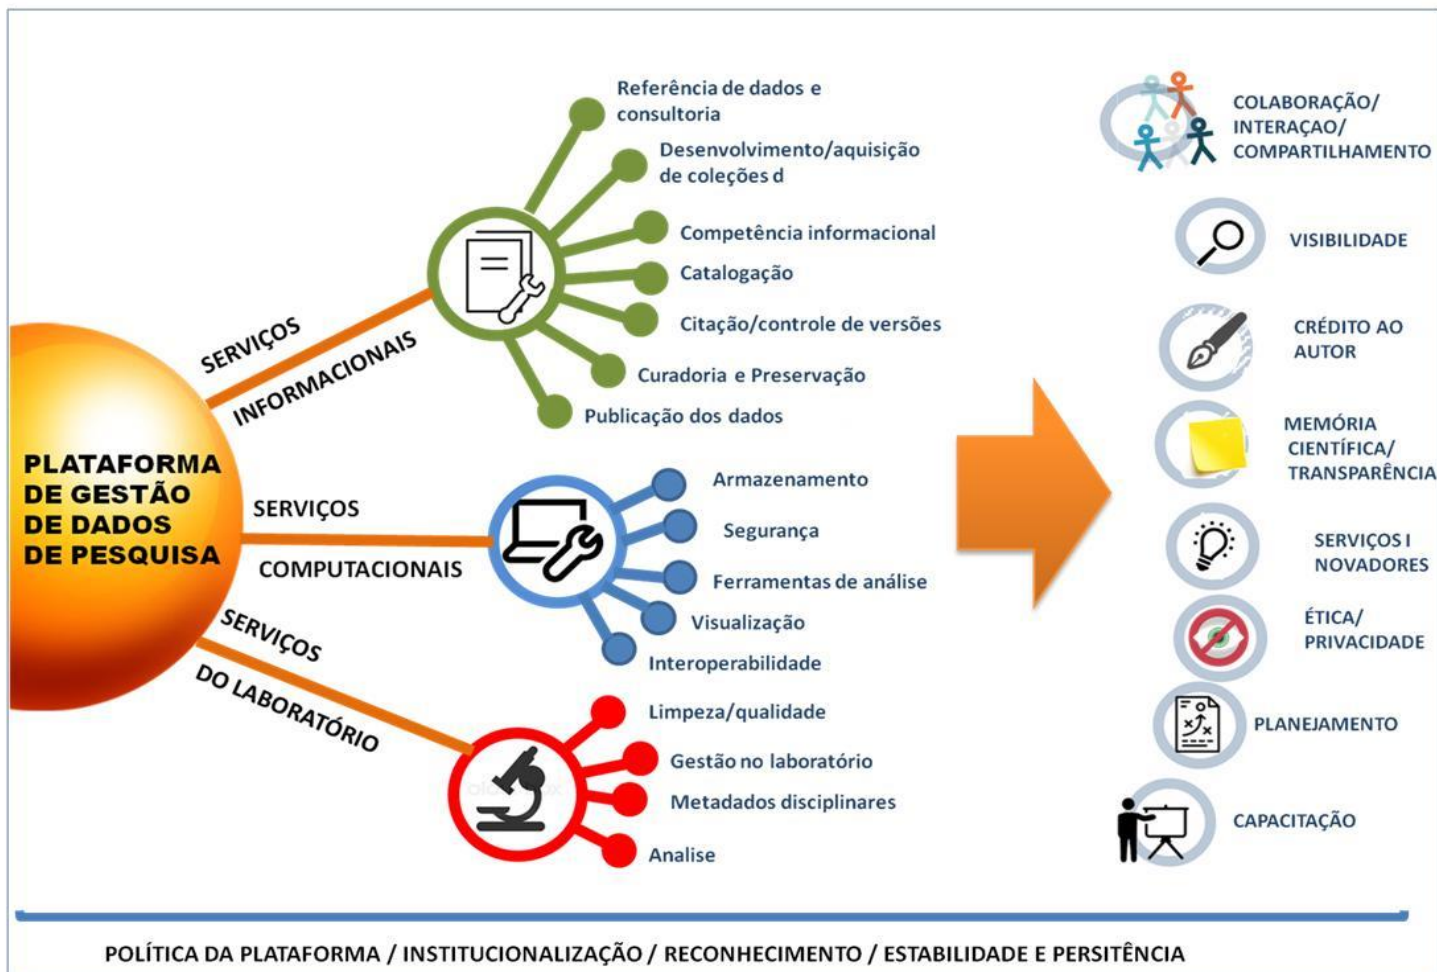 PLATAFORMA
DE GESTÃO
DE DADOS
DE PESQUISA
SERVIÇOS
INFORMACIONAIS
Referência de dados e
consultoria
Desenvolvimento/aquisição
de coleções d
Competência informacional
Catalogação
Citação/controle de versões
Curadoria e Preservação
Publicação dos dados
SERVIÇOS
COMPUTACIONAIS
Armazenamento
Segurança
Ferramentas de análise
Visualização
Interoperabilidade
SERVIÇOS
DO LABORATÓRIO
Limpeza/qualidade
Gestão no laboratório
Metadados disciplinares
Analise
COLABORAÇÃO/
INTERAÇAO/
COMPARTILHAMENTO
VISIBILIDADE
CRÉDITO AO
AUTOR
MEMÓRIA
CIENTÍFICA/
TRANSPARÊNCIA
SERVIÇOS I
NOVADORES
ÉTICA/
PRIVACIDADE
PLANEJAMENTO
CAPACITAÇÃO
POLÍTICA DA PLATAFORMA / INSTITUCIONALIZAÇÃO / RECONHECIMENTO / ESTABILIDADE E PERSITÊNCIA